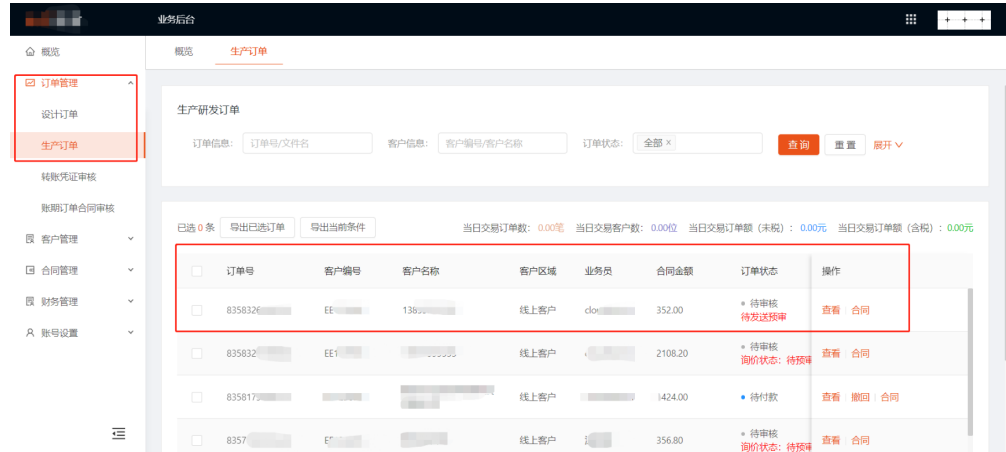 业务后台
概览
概览 生产订单
订单管理
设计订单
生产订单
转账凭证审核
账期订单合同审核
客户管理
合同管理
财务管理
账号设置
生产研发订单
订单信息: 订单号/文件名 客户信息: 客户编号/客户名称 订单状态: 全部 × 查询 重置 展开
已选 0 条 导出已选订单 导出当前条件 当日交易订单数: 0.00笔 当日交易客户数: 0.00位 当日交易订单额（未税）: 0.00元 当日交易订单额（含税）: 0.00元
订单号 客户编号 客户名称 客户区域 业务员 合同金额 订单状态 操作
8358326 EE 线上客户 352.00 待审核 查看 合同
待发送预审
835832 EE1 线上客户 2108.20 待审核 查看 合同
询价状态: 待预审
线上客户 1424.00 待付款 查看 撤回 合同
8357 线上客户 356.80 待审核 查看 合同
询价状态: 待预审